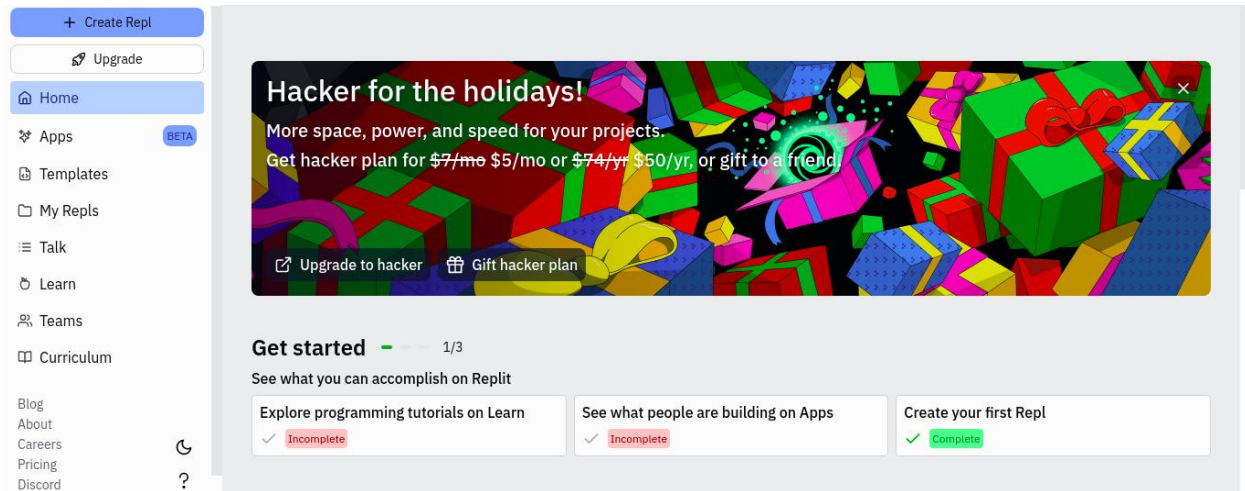 + Create Repl
Upgrade
Home
Apps BETA
Templates
My Repls
Talk
Learn
Teams
Curriculum
Blog
About
Careers
Pricing
Discord
?
Hacker for the holidays!
More space, power, and speed for your projects.
Get hacker plan for $7/mo $5/mo or $74/yr $50/yr, or gift to a friend.
Upgrade to hacker Gift hacker plan
Get started 1/3
See what you can accomplish on Replit
Explore programming tutorials on Learn
Incomplete
See what people are building on Apps
Incomplete
Create your first Repl
Complete